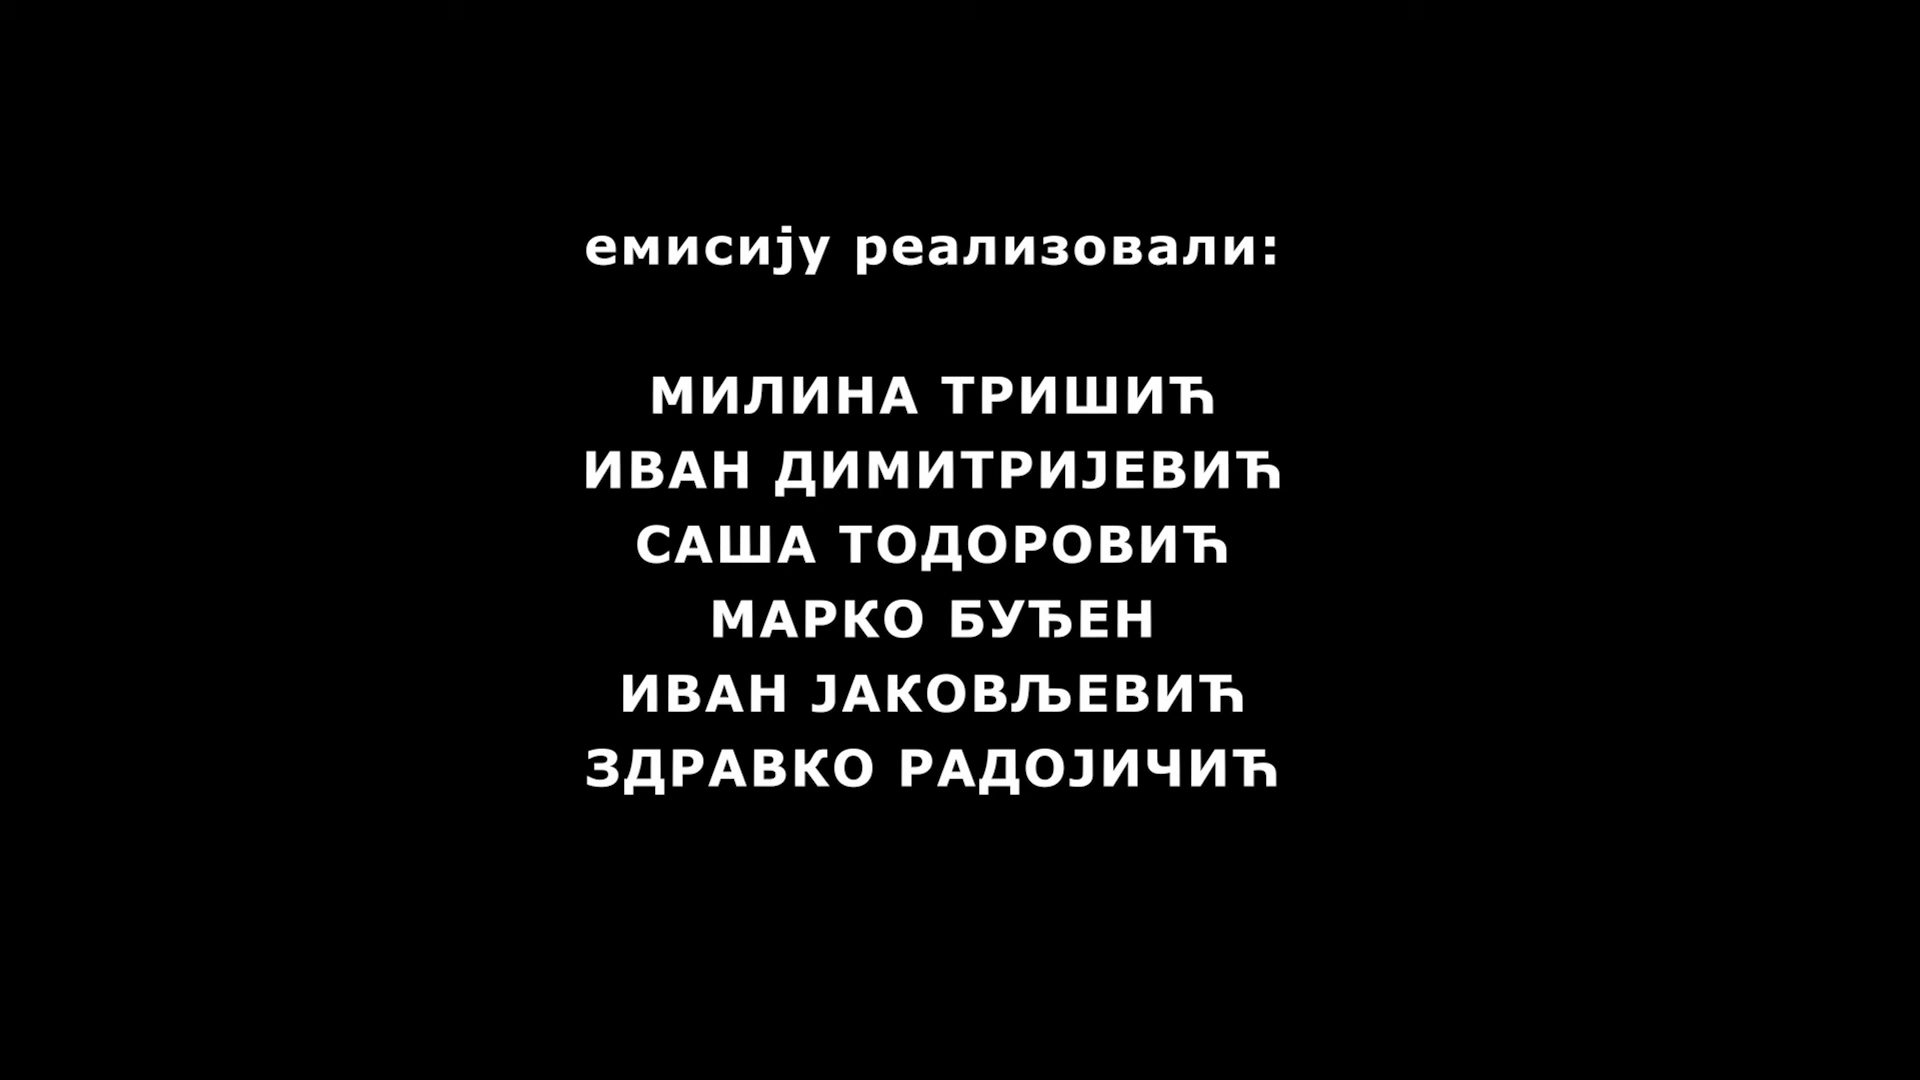 емисију реализовали:
МИЛИНА ТРИШИЋ
ИВАН ДИМИТРИЈЕВИЋ
САША ТОДОРОВИЋ
МАРКО БУЂЕН
ИВАН ЈАКОВЉЕВИЋ
ЗДРАВКО РАДОЈИЧИЋ